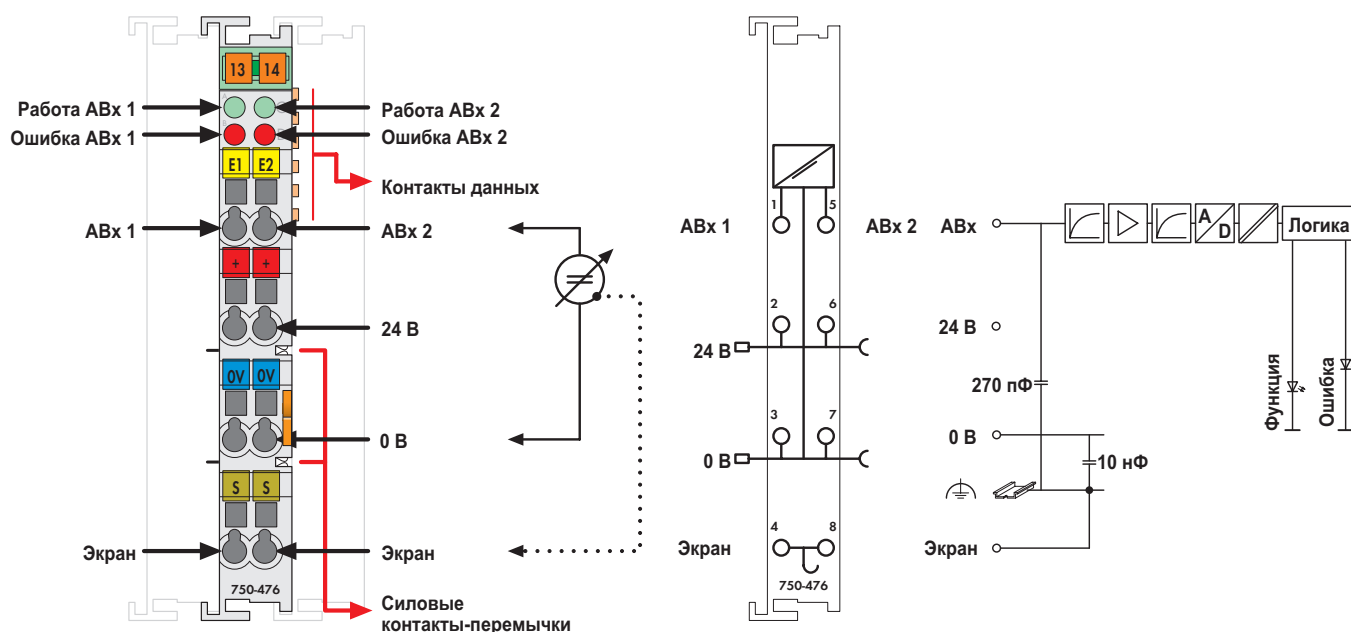 13 14
Работа АВх 1
Работа АВх 2
Ошибка АВх 1
Ошибка АВх 2
E1 E2
Контакты данных
АВх 1
АВх 2
+ +
24 В
0V 0V
0 В
S S
Экран
Экран
750-476
Силовые
контакты-перемычки
1 5
АВх 1
АВх 2
2 6
24 В
3 7
0 В
4 8
Экран
750-476
АВх
A
D
Логика
24 В
270 пФ
Функция
Ошибка
0 В
10 нФ
Экран